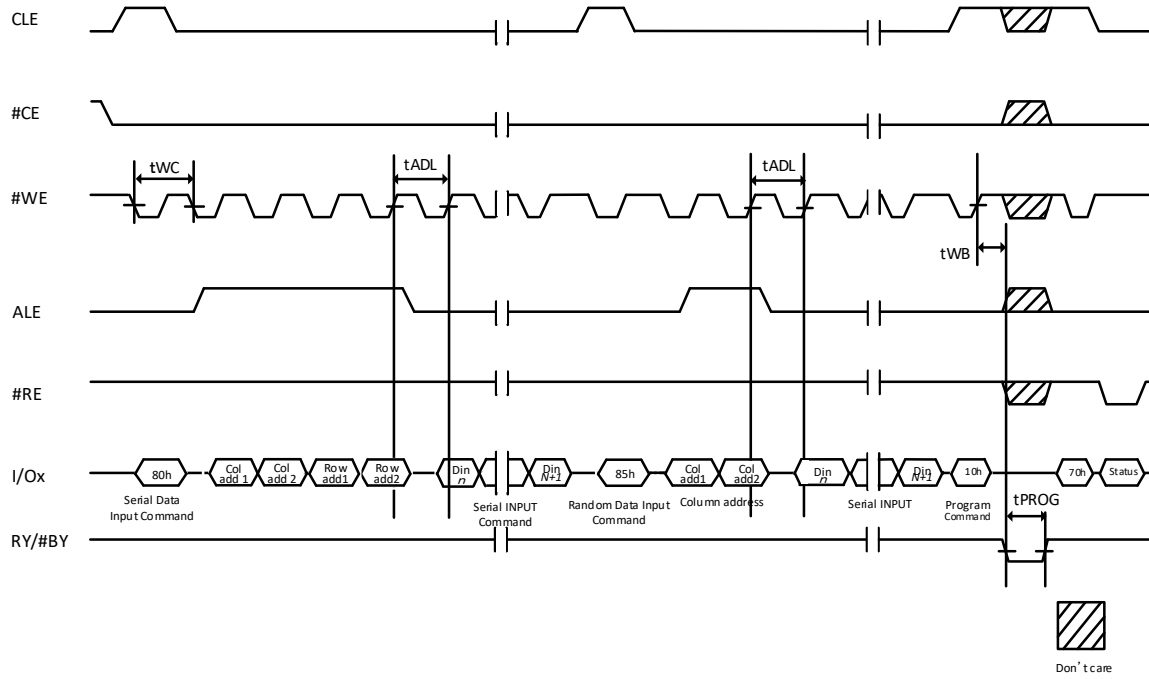 CLE
#CE
tWC
tADL
tADL
#WE
tWB
ALE
#RE
I/Ox
80h
Col
add 1
Col
add 2
Row
add1
Row
add2
Din
n
Din
N+1
85h
Col
add1
Col
add2
Din
n
Din
N+1
10h
70h
Status
Serial Data
Input Command
Serial INPUT
Command
Random Data Input
Command
Column address
Serial INPUT
Program
Command
tPROG
RY/#BY
Don't care